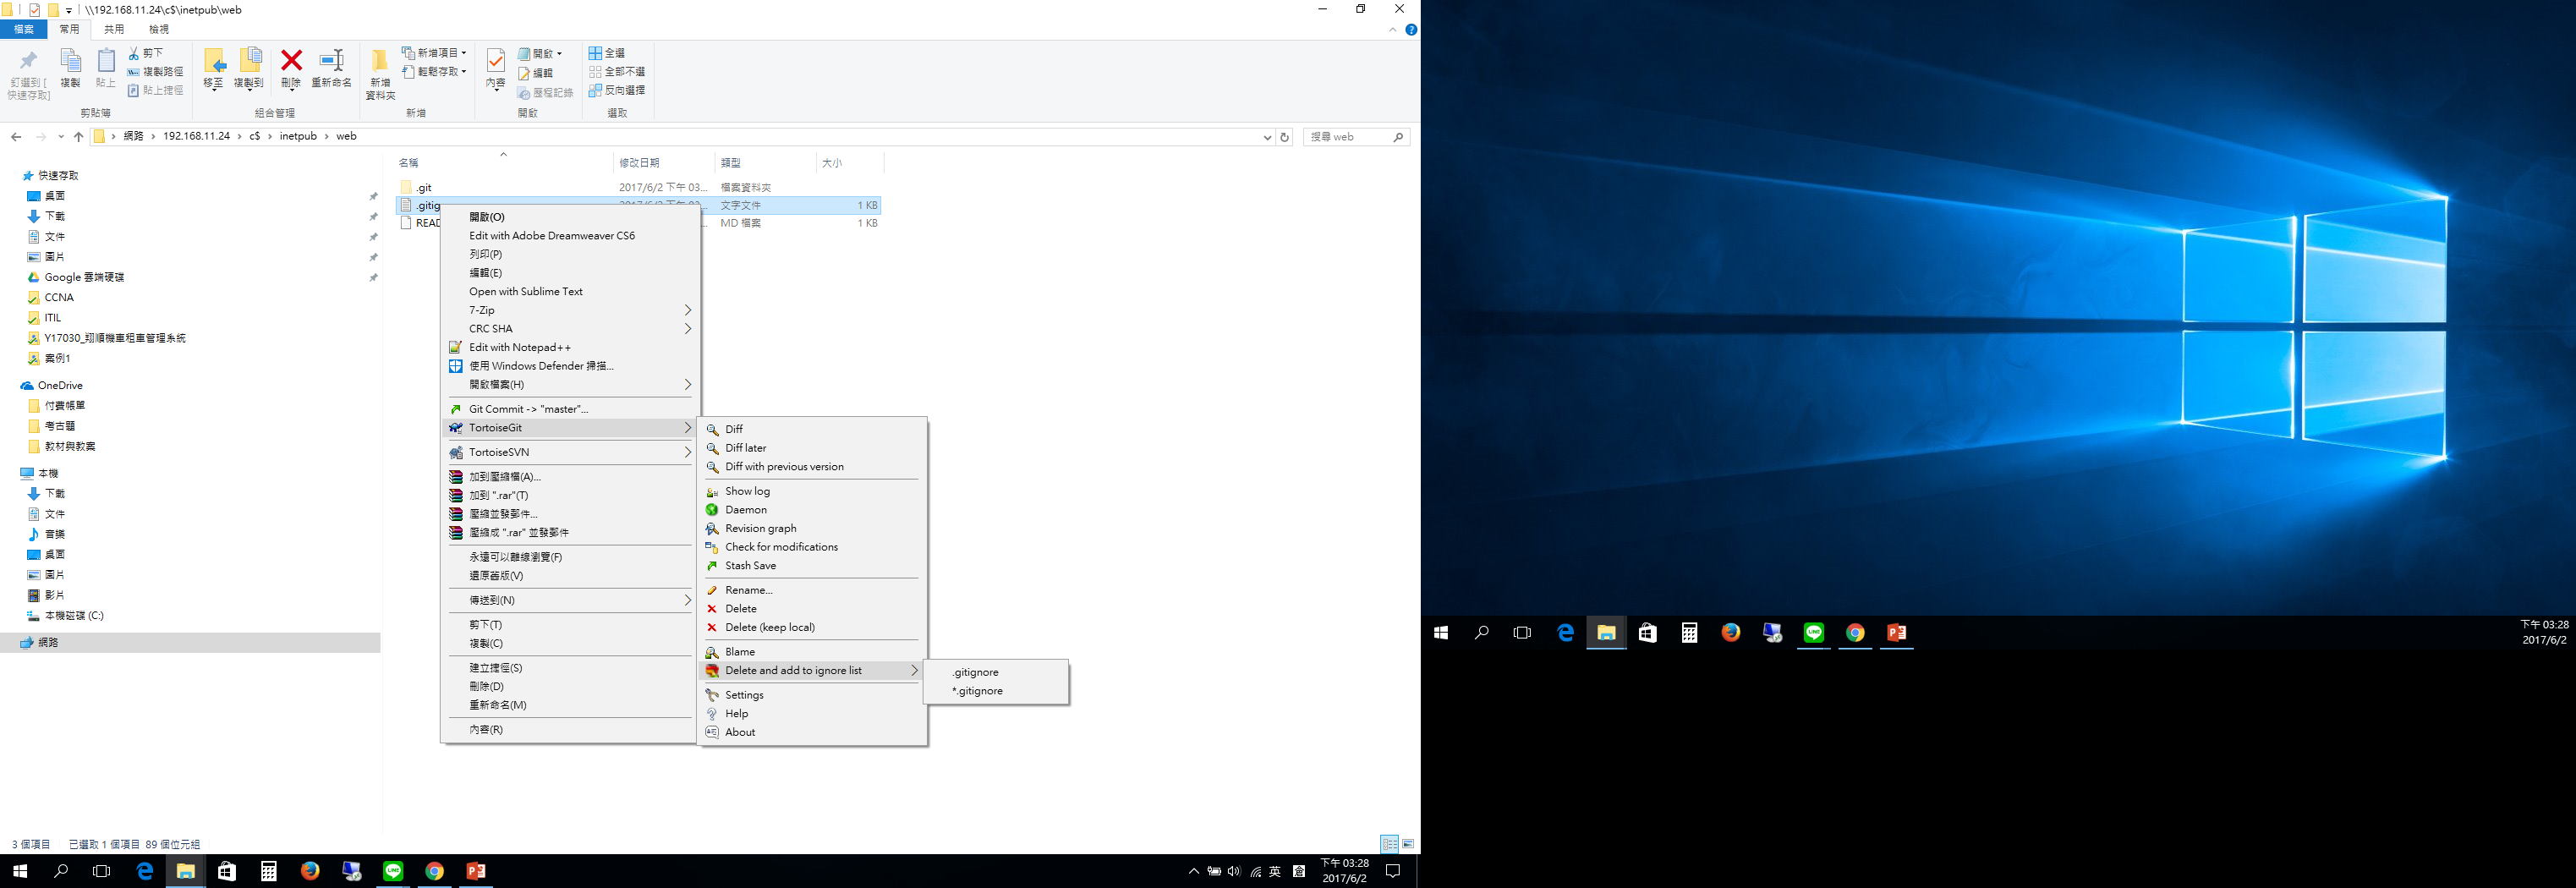 \\192.168.11.24\c$\inetpub\web
檔案 常用 共用 檢視
釘選到 [快速存取]
複製
貼上
剪下
複製路徑
貼上捷徑
剪貼簿
移至
複製到
刪除
重新命名
組合管理
新增資料夾
新增項目
輕鬆存取
新增
內容
開啟
編輯
歷程記錄
開啟
全選
全部不選
反向選擇
選取
網路 192.168.11.24 c$ inetpub web
搜尋 web
快速存取
桌面
下載
文件
圖片
Google 雲端硬碟
CCNA
ITIL
Y17030_翔順機車租車管理系統
案例1
OneDrive
付費帳單
考古題
教材與教案
本機
下載
文件
音樂
桌面
圖片
影片
本機磁碟 (C:)
網路
名稱 修改日期 類型 大小
.git 2017/6/2 下午 03... 檔案資料夾
.gitig 文字文件 1 KB
READ MD 檔案 1 KB
開啟(O)
Edit with Adobe Dreamweaver CS6
列印(P)
編輯(E)
Open with Sublime Text
7-Zip
CRC SHA
Edit with Notepad++
使用 Windows Defender 掃描...
開啟檔案(H)
Git Commit -> "master"...
TortoiseGit
TortoiseSVN
加到壓縮檔(A)...
加到 ".rar"(T)
壓縮並發郵件...
壓縮成 ".rar" 並發郵件
永遠可以離線瀏覽(F)
還原舊版(V)
傳送到(N)
剪下(T)
複製(C)
建立捷徑(S)
刪除(D)
重新命名(M)
內容(R)
Diff
Diff later
Diff with previous version
Show log
Daemon
Revision graph
Check for modifications
Stash Save
Rename...
Delete
Delete (keep local)
Blame
Delete and add to ignore list
Settings
Help
About
.gitignore
*.gitignore
3 個項目 已選取 1 個項目 89 個位元組
英
下午 03:28
2017/6/2
下午 03:28
2017/6/2